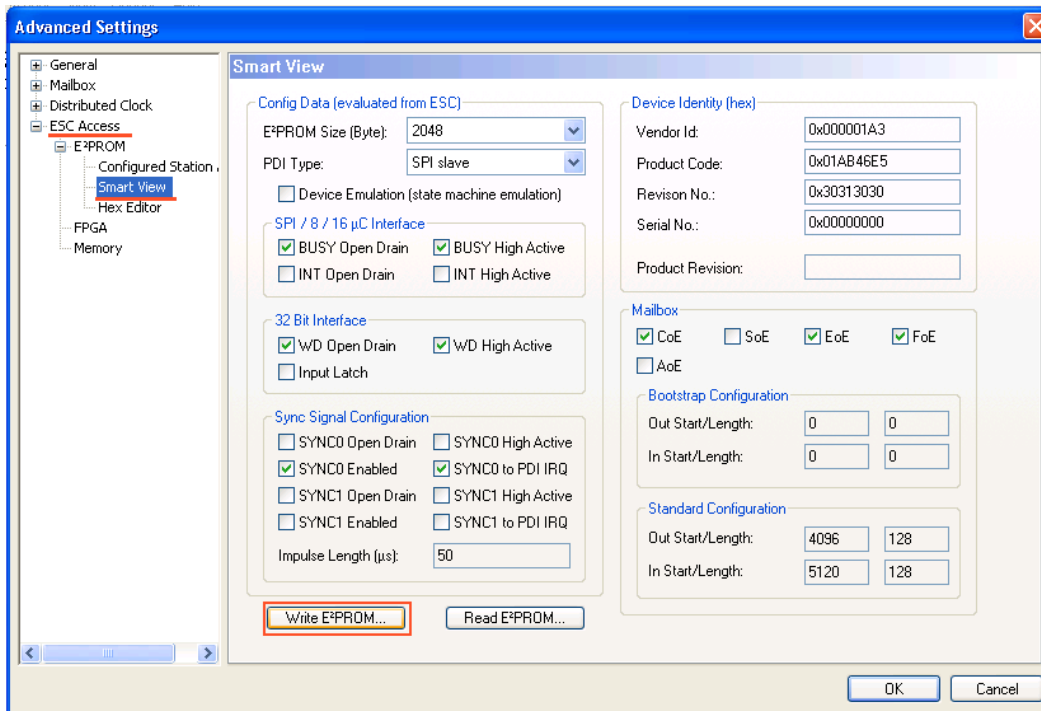 Advanced Settings
General
Mailbox
Distributed Clock
ESC Access
E²PROM
Configured Station
Smart View
Hex Editor
FPGA
Memory
Smart View
Config Data (evaluated from ESC)
E²PROM Size (Byte): 2048
PDI Type: SPI slave
Device Emulation (state machine emulation)
SPI / 8 / 16 µC Interface
BUSY Open Drain BUSY High Active
INT Open Drain INT High Active
32 Bit Interface
WD Open Drain WD High Active
Input Latch
Sync Signal Configuration
SYNC0 Open Drain SYNC0 High Active
SYNC0 Enabled SYNC0 to PDI IRQ
SYNC1 Open Drain SYNC1 High Active
SYNC1 Enabled SYNC1 to PDI IRQ
Impulse Length (µs): 50
Write E²PROM... Read E²PROM...
Device Identity (hex)
Vendor Id: 0x000001A3
Product Code: 0x01AB46E5
Revison No.: 0x30313030
Serial No.: 0x00000000
Product Revision:
Mailbox
CoE SoE EoE FoE
AoE
Bootstrap Configuration
Out Start/Length: 0 0
In Start/Length: 0 0
Standard Configuration
Out Start/Length: 4096 128
In Start/Length: 5120 128
OK Cancel